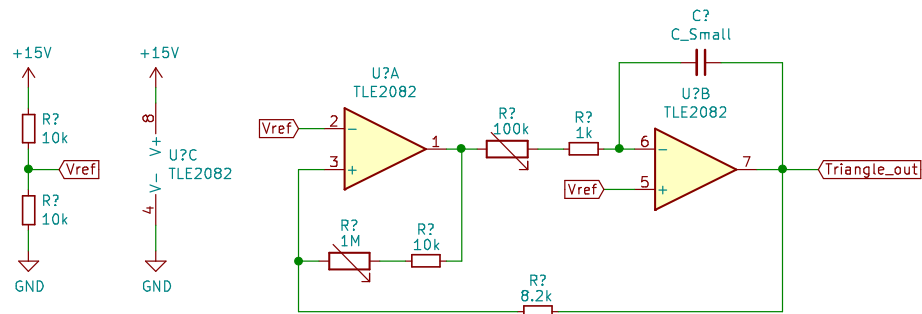 C?
C_Small
+15V
+15V
U?A
TLE2082
U?B
TLE2082
8
V+
R?
10k
Vref
2
1
R?
100k
R?
1k
6
7
U?C
TLE2082
Vref
3
Vref
5
Triangle_out
V-
4
R?
10k
R?
1M
R?
10k
GND
GND
R?
8.2k